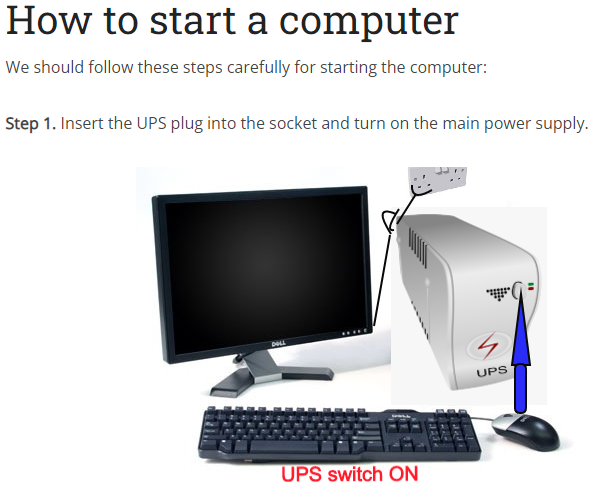 How to start a computer
We should follow these steps carefully for starting the computer:
Step 1. Insert the UPS plug into the socket and turn on the main power supply.
DELL
UPS
DELL
UPS switch ON